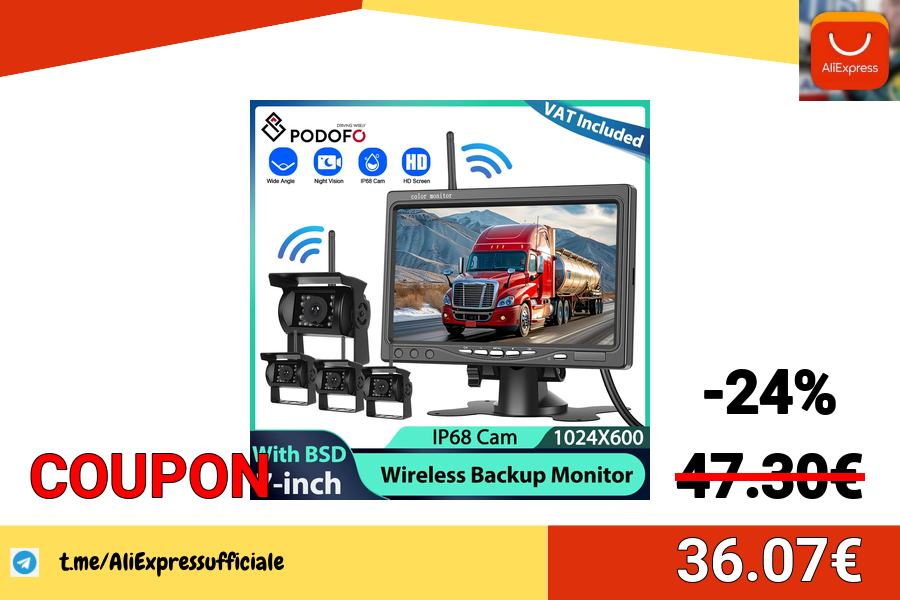 AliExpress
VAT Included
DRIVING WISELY
PODOFO
Wide Angle
Night Vision
IP68 Cam
HD
HD Screen
color monitor
IP68 Cam
1024X600
With BSD
7-inch
Wireless Backup Monitor
COUPON
-24%
47.30€
t.me/AliExpressufficiale
36.07€